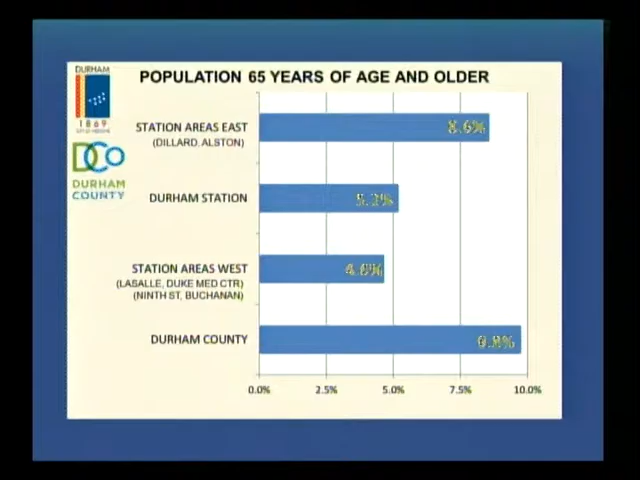 DURHAM
1869
POPULATION 65 YEARS OF AGE AND OLDER
DCO
DURHAM
COUNTY
STATION AREAS EAST
(DILLARD, ALSTON)
8.6%
DURHAM STATION
5.2%
STATION AREAS WEST
(LASALLE, DUKE MED CTR)
(NINTH ST, BUCHANAN)
4.6%
DURHAM COUNTY
9.8%
0.0% 2.5% 5.0% 7.5% 10.0%